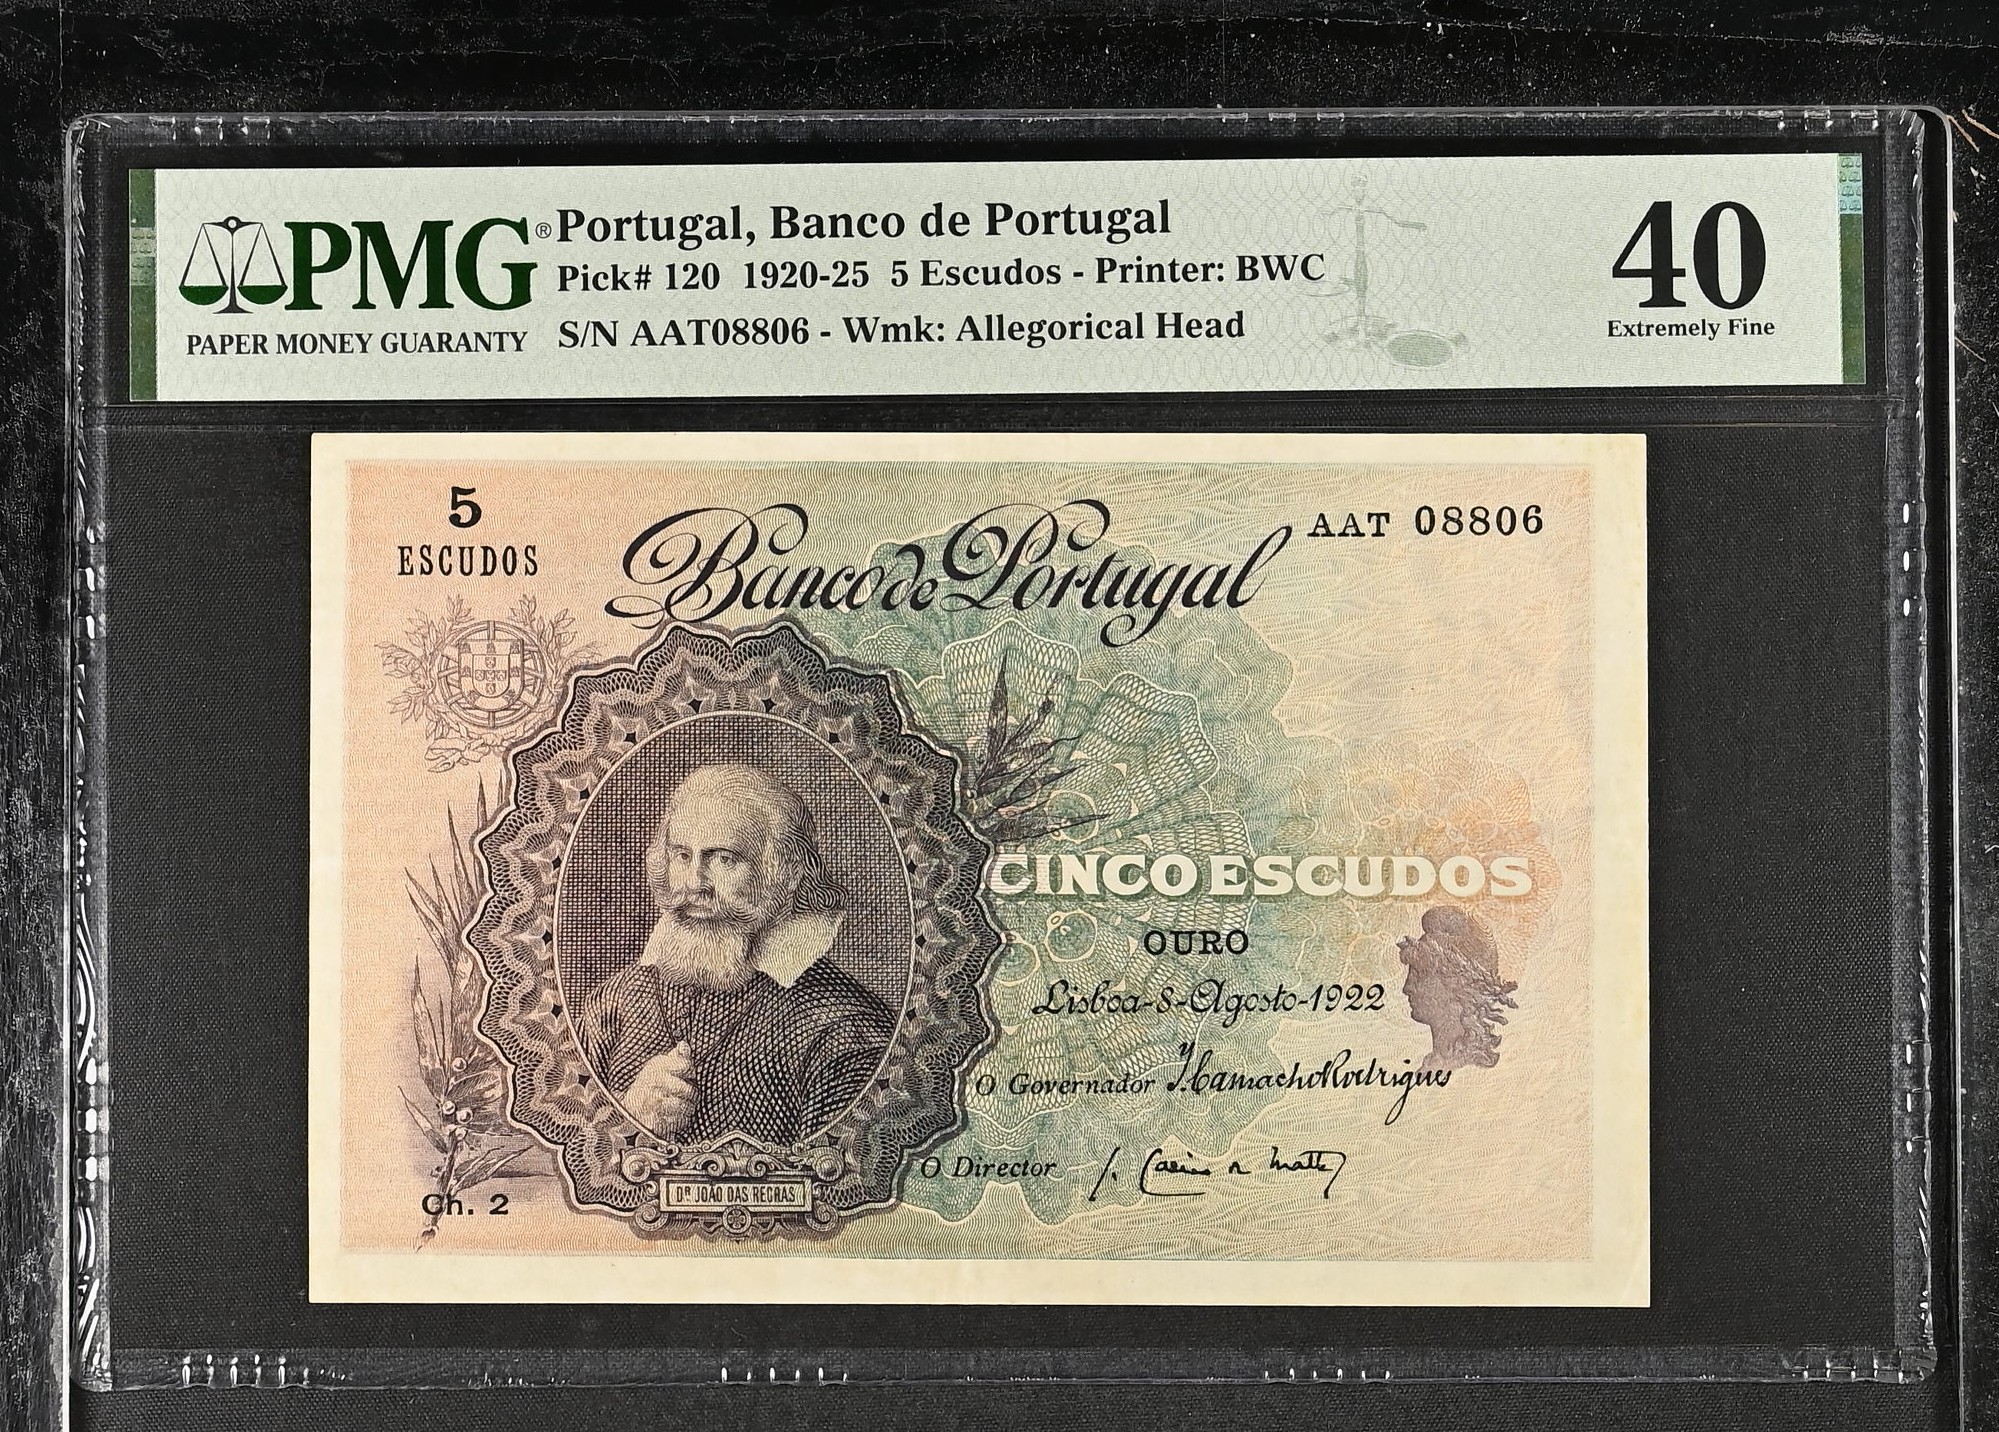 PMG®
PAPER MONEY GUARANTY
Portugal, Banco de Portugal
Pick# 120 1920-25 5 Escudos - Printer: BWC
S/N AAT08806 - Wmk: Allegorical Head
40
Extremely Fine
5
ESCUDOS
Banco de Portugal
AAT 08806
CINCO ESCUDOS
OURO
Lisboa-8-Agosto-1922
O Governador J. Camacho Rodrigues
O Director
Dr. JOÃO DAS REGRAS
Ch. 2